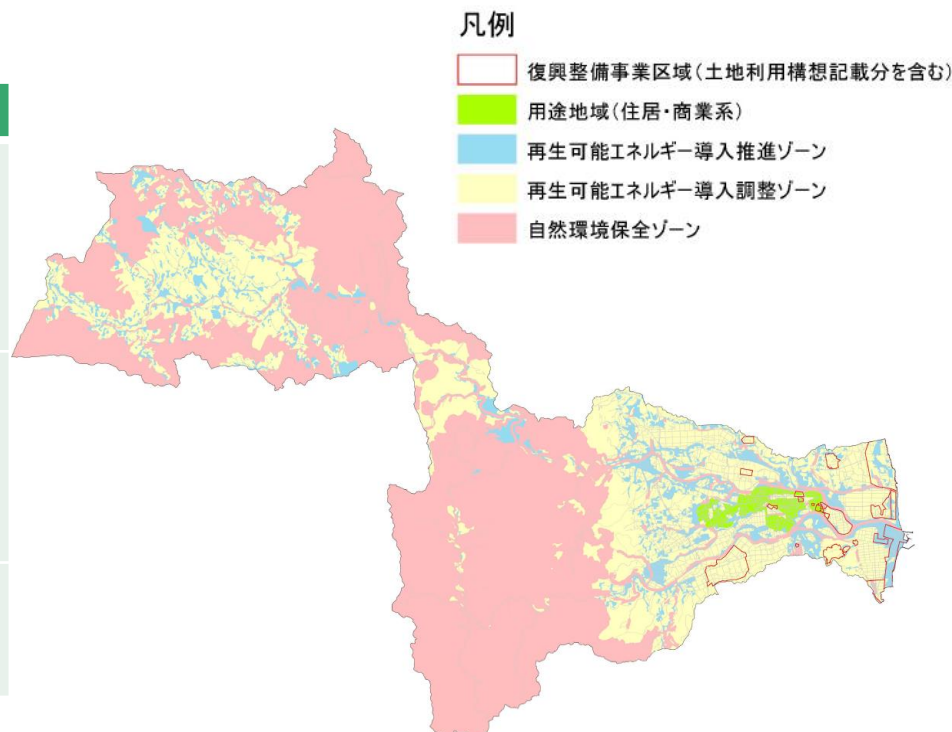 凡例
復興整備事業区域(土地利用構想記載分を含む)
用途地域(住居・商業系)
再生可能エネルギー導入推進ゾーン
再生可能エネルギー導入調整ゾーン
自然環境保全ゾーン